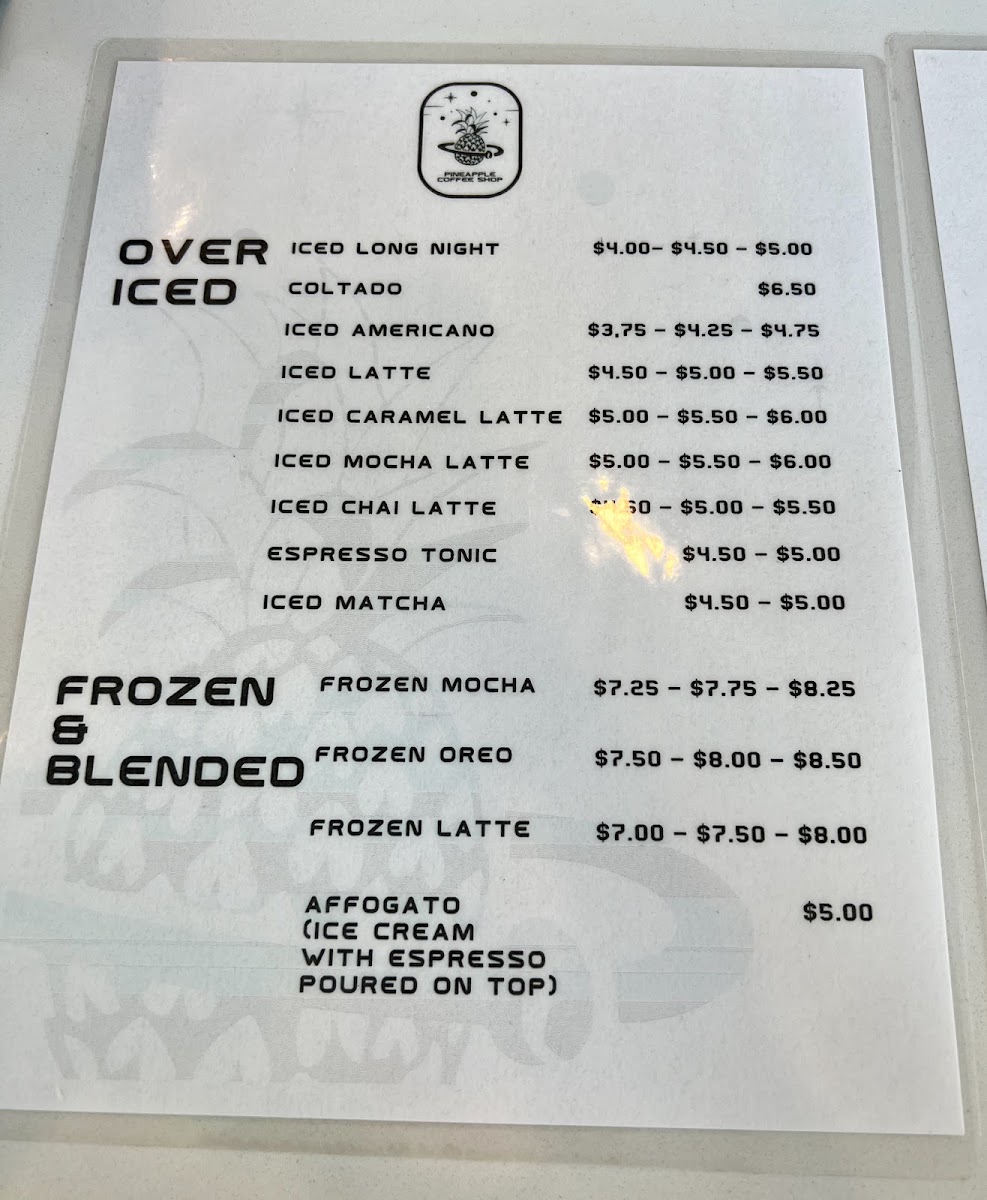 PINEAPPLE
COFFEE SHOP
OVER
ICED
ICED LONG NIGHT $4.00– $4.50 – $5.00
COLTADO $6.50
ICED AMERICANO $3.75 – $4.25 – $4.75
ICED LATTE $4.50 – $5.00 – $5.50
ICED CARAMEL LATTE $5.00 – $5.50 – $6.00
ICED MOCHA LATTE $5.00 – $5.50 – $6.00
ICED CHAI LATTE – $5.00 – $5.50
ESPRESSO TONIC $4.50 – $5.00
ICED MATCHA $4.50 – $5.00
FROZEN
&
BLENDED
FROZEN MOCHA $7.25 – $7.75 – $8.25
FROZEN OREO $7.50 – $8.00 – $8.50
FROZEN LATTE $7.00 – $7.50 – $8.00
AFFOGATO $5.00
(ICE CREAM
WITH ESPRESSO
POURED ON TOP)